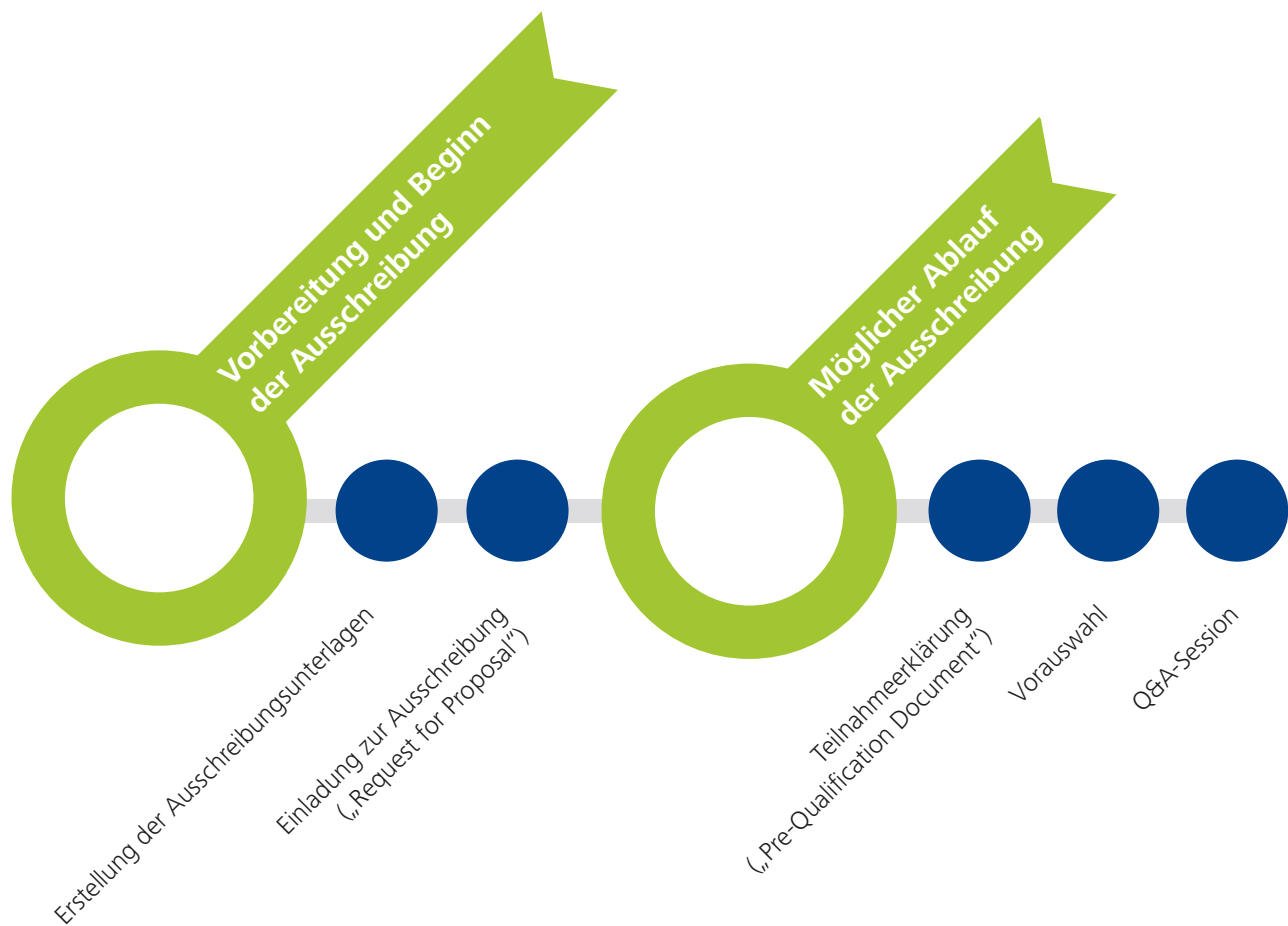 Vorbereitung und Beginn
der Ausschreibung
Erstellung der Ausschreibungsunterlagen
Einladung zur Ausschreibung
(„Request for Proposal“)
Möglicher Ablauf
der Ausschreibung
Teilnahmeerklärung
(„Pre-Qualification Document“)
Vorauswahl
Q&A-Session